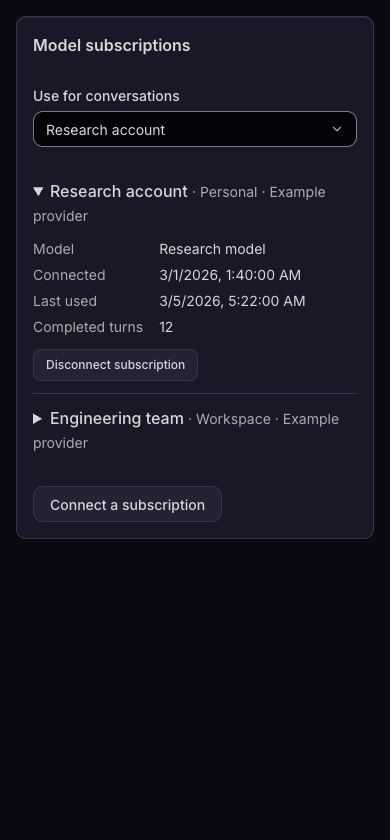 Model subscriptions
Use for conversations
Research account
Research account · Personal · Example
provider
Model Research model
Connected 3/1/2026, 1:40:00 AM
Last used 3/5/2026, 5:22:00 AM
Completed turns 12
Disconnect subscription
Engineering team · Workspace · Example
provider
Connect a subscription